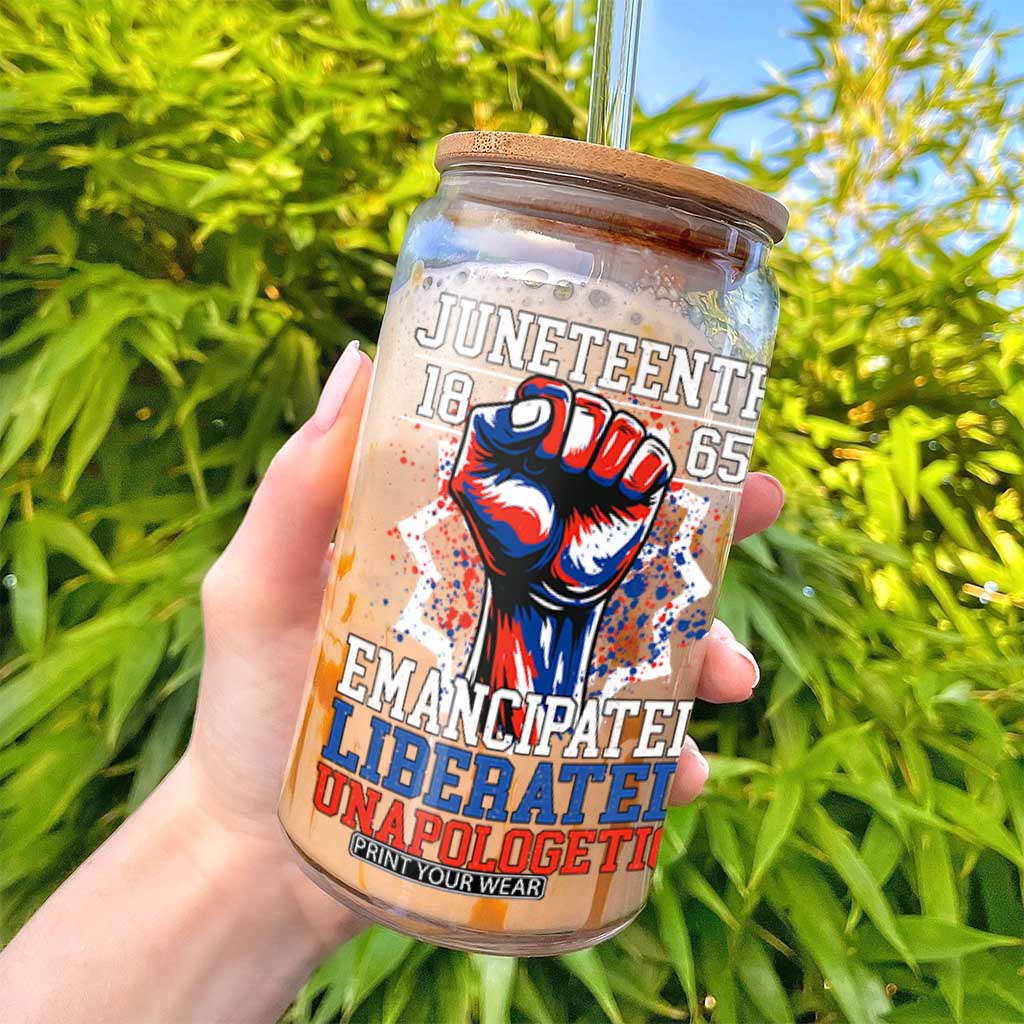 JUNETEENTH
18 65
EMANCIPATED
LIBERATED
UNAPOLOGETIC
PRINT YOUR WEAR